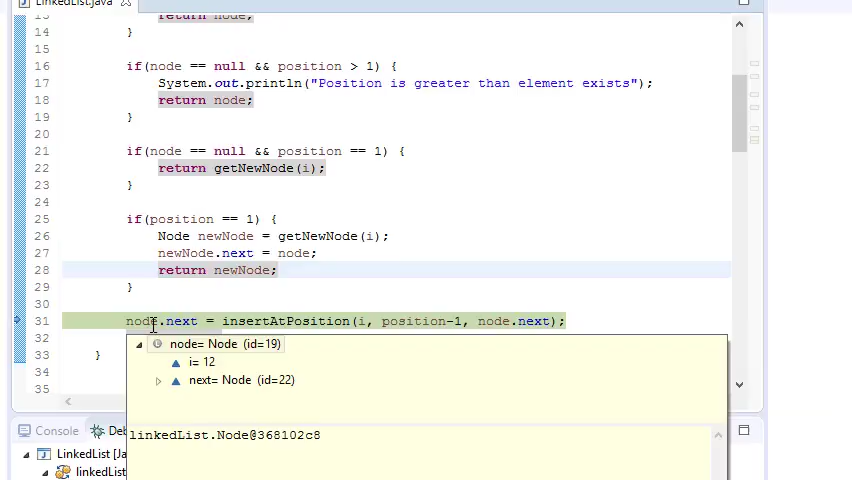 LinkedList.java
13 return node;
14 }
15
16 if(node == null && position > 1) {
17 System.out.println("Position is greater than element exists");
18 return node;
19 }
20
21 if(node == null && position == 1) {
22 return getNewNode(i);
23 }
24
25 if(position == 1) {
26 Node newNode = getNewNode(i);
27 newNode.next = node;
28 return newNode;
29 }
30
31 node.next = insertAtPosition(i, position-1, node.next);
32
33 }
34
35
node= Node (id=19)
i= 12
next= Node (id=22)
linkedList.Node@368102c8
Console
LinkedList
linkedList